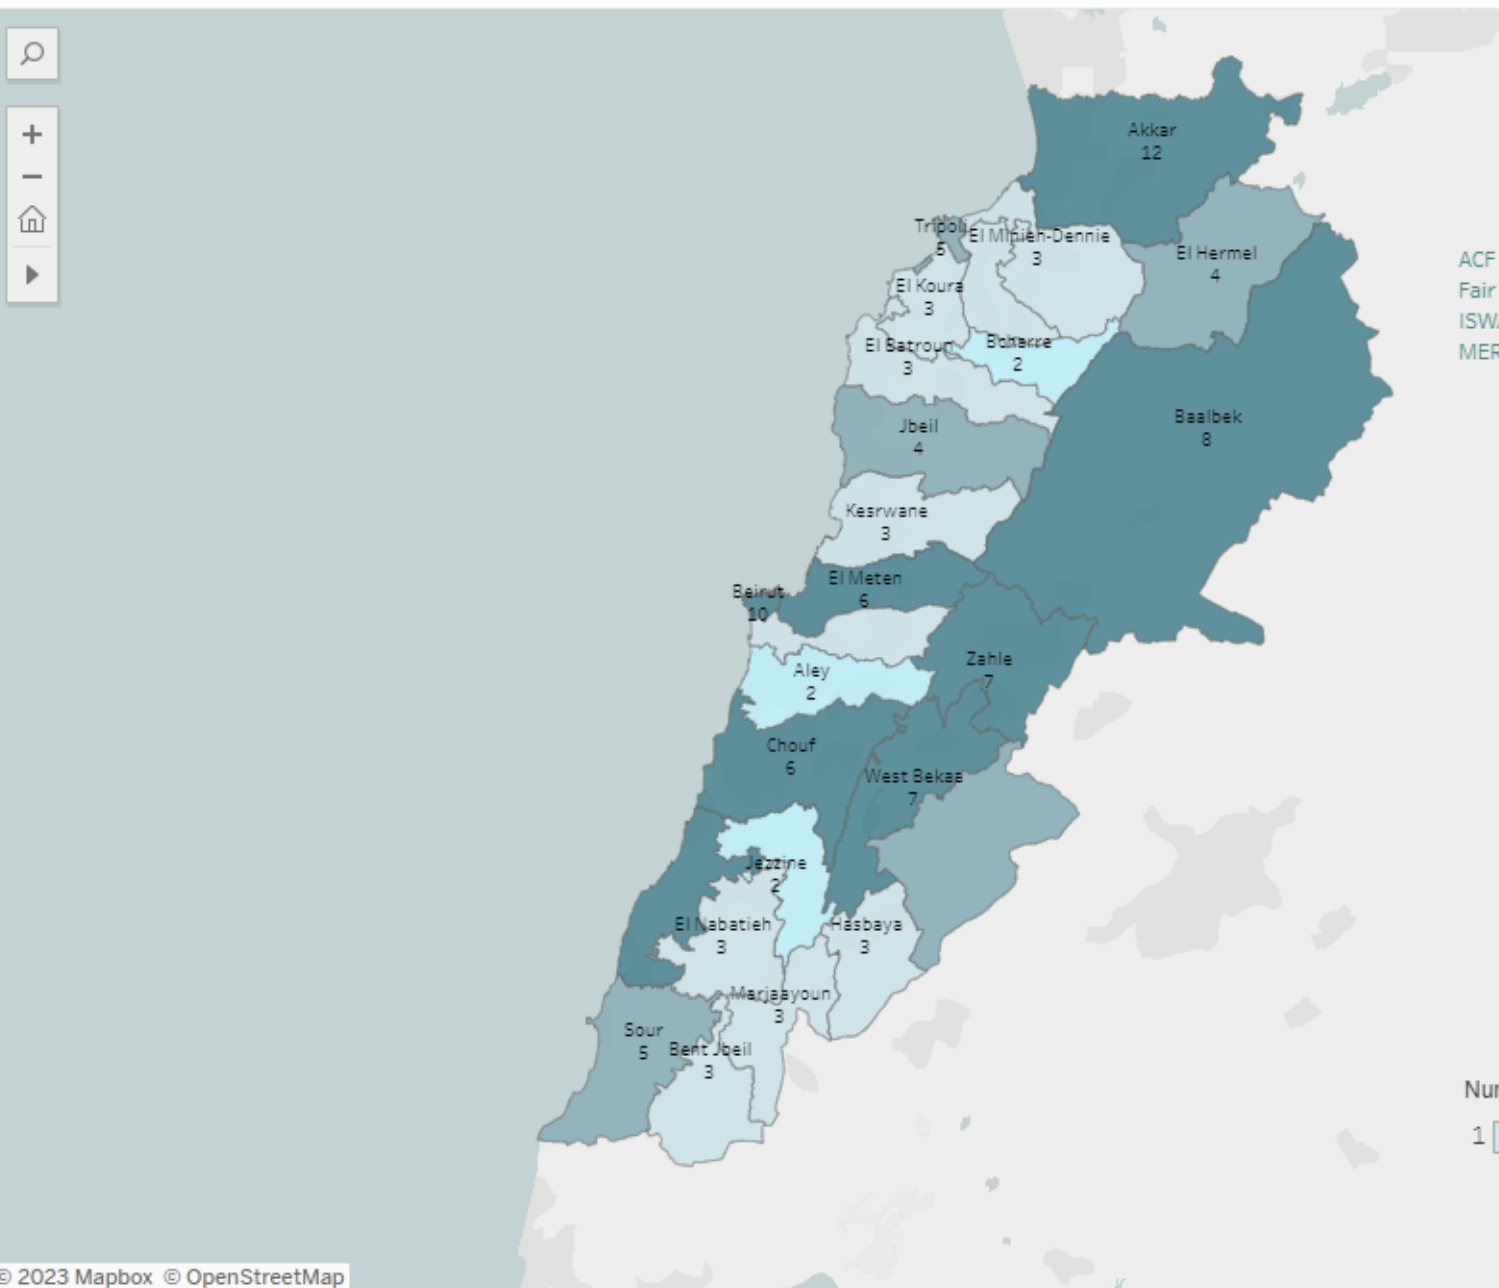 Akkar
12
Tripoli
5
El Minieh-Dennie
3
El Hermel
4
ACF
Fair
ISWA
MER
El Koura
3
El Batroun
3
Bcharre
2
Baalbek
8
Jbeil
4
Kesrwane
3
El Meten
6
Beirut
10
Zahle
7
Aley
2
Chouf
6
West Bekaa
7
Jezzine
2
El Nabatieh
3
Hasbaya
3
Marjaayoun
3
Sour
5
Bent Jbeil
3
Nur
1
© 2023 Mapbox © OpenStreetMap